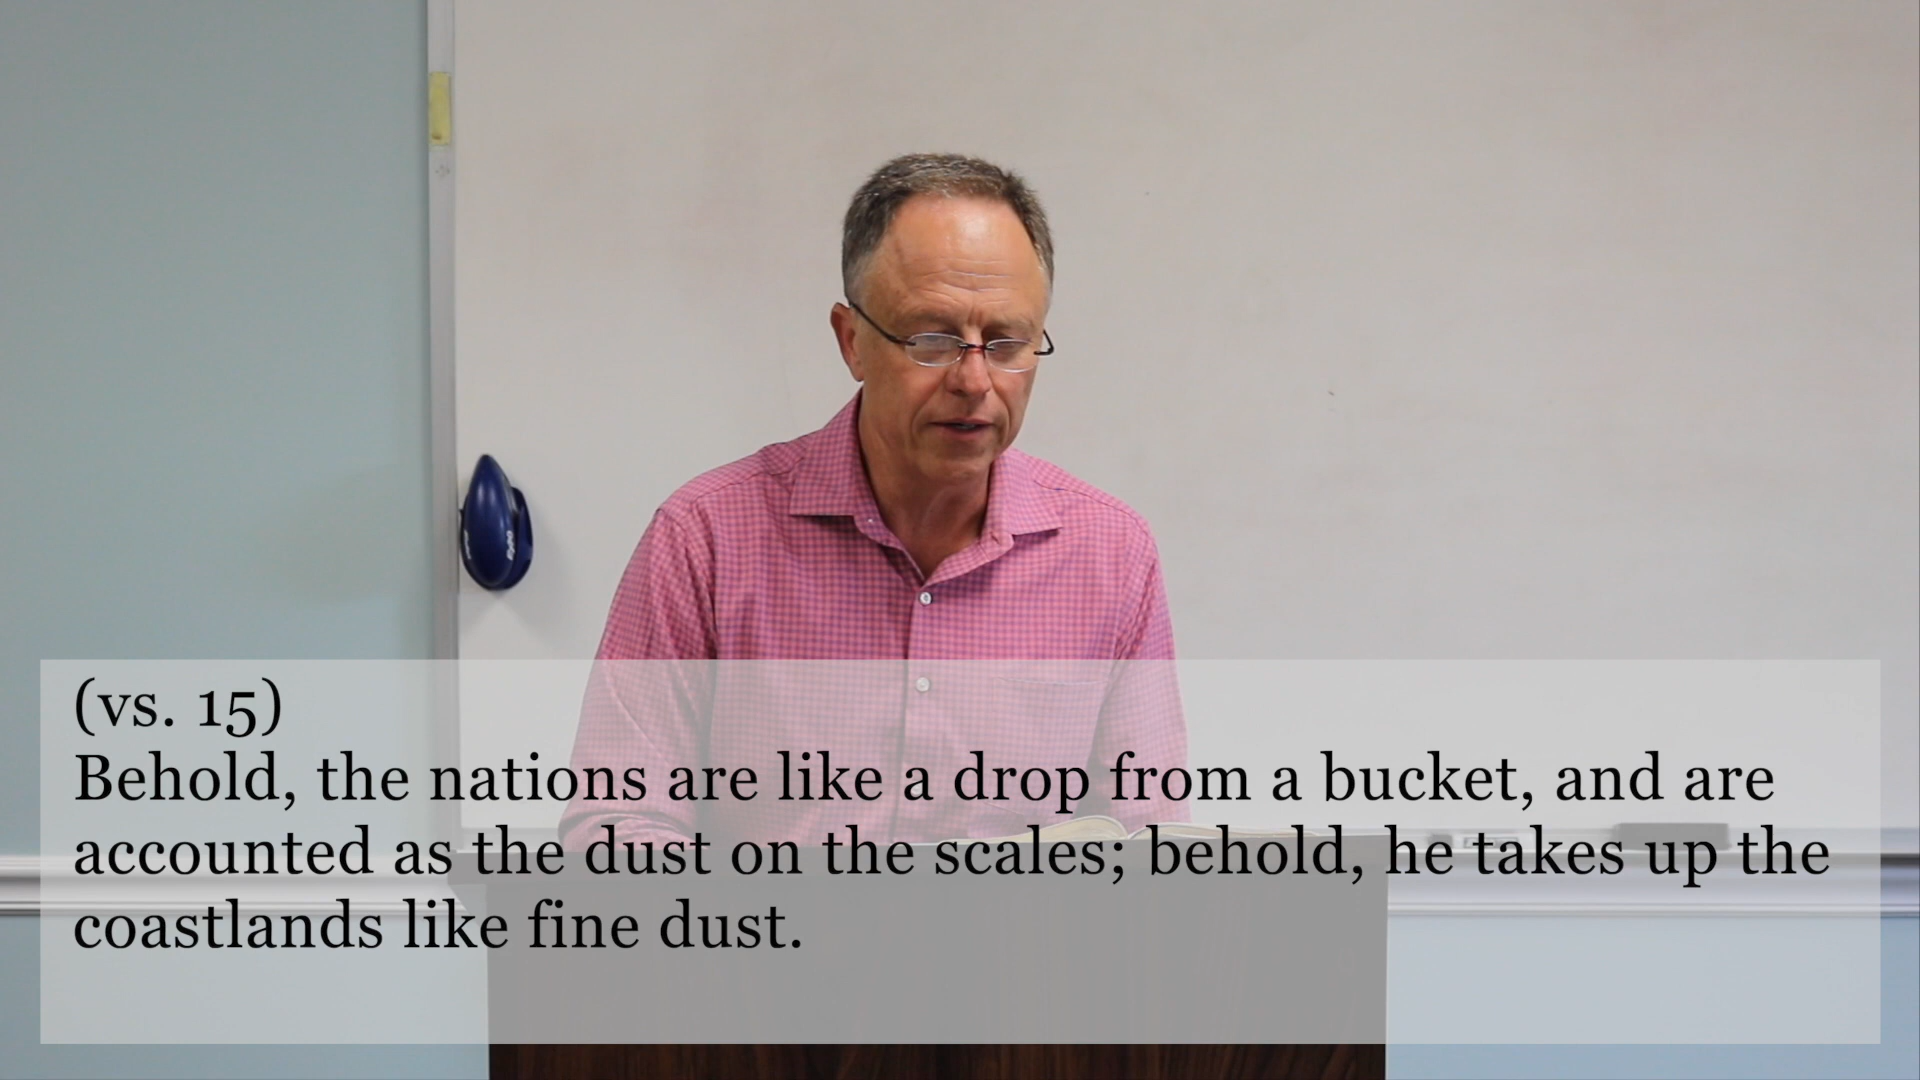 (vs. 15)
Behold, the nations are like a drop from a bucket, and are
accounted as the dust on the scales; behold, he takes up the
coastlands like fine dust.